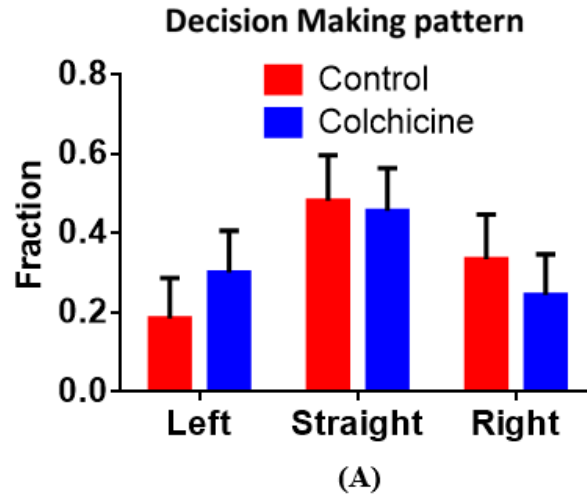 Decision Making pattern
0.8
Control
Colchicine
0.6
Fraction
0.4
0.2
0.0
Left Straight Right
(A)